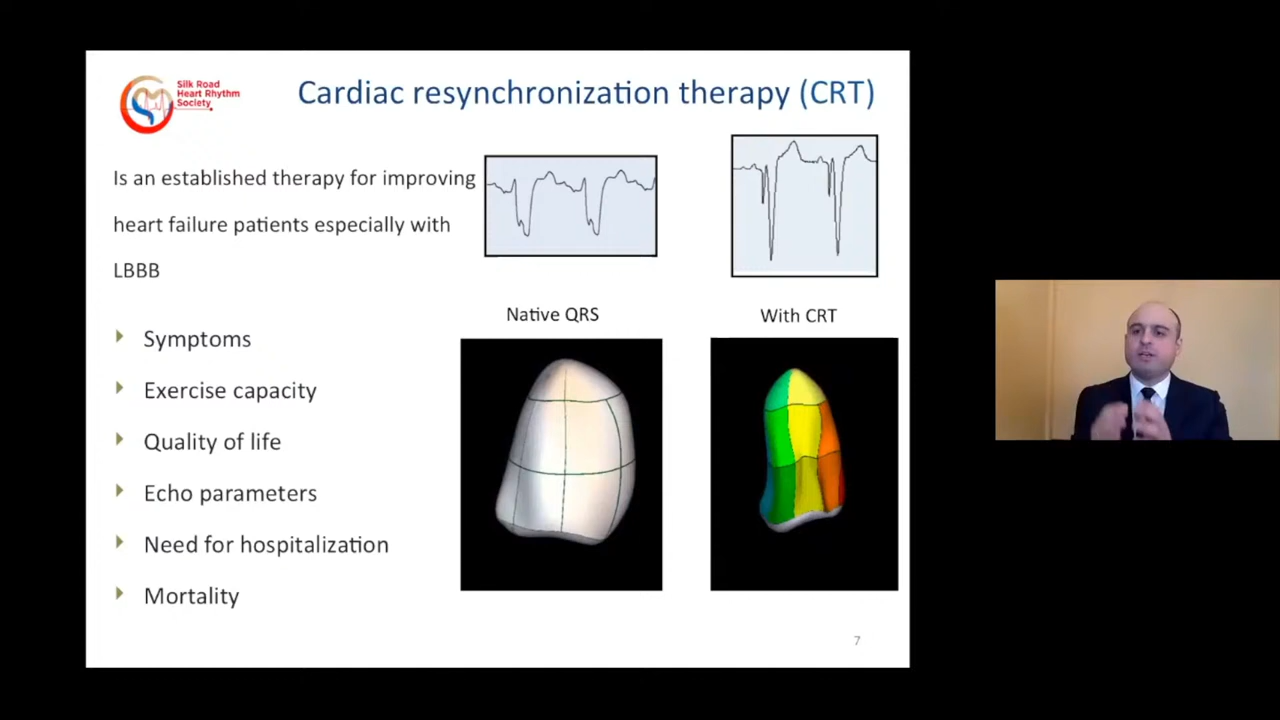 Silk Road
Heart Rhythm
Society
Cardiac resynchronization therapy (CRT)
Is an established therapy for improving
heart failure patients especially with
LBBB
Symptoms
Exercise capacity
Quality of life
Echo parameters
Need for hospitalization
Mortality
Native QRS
With CRT
7